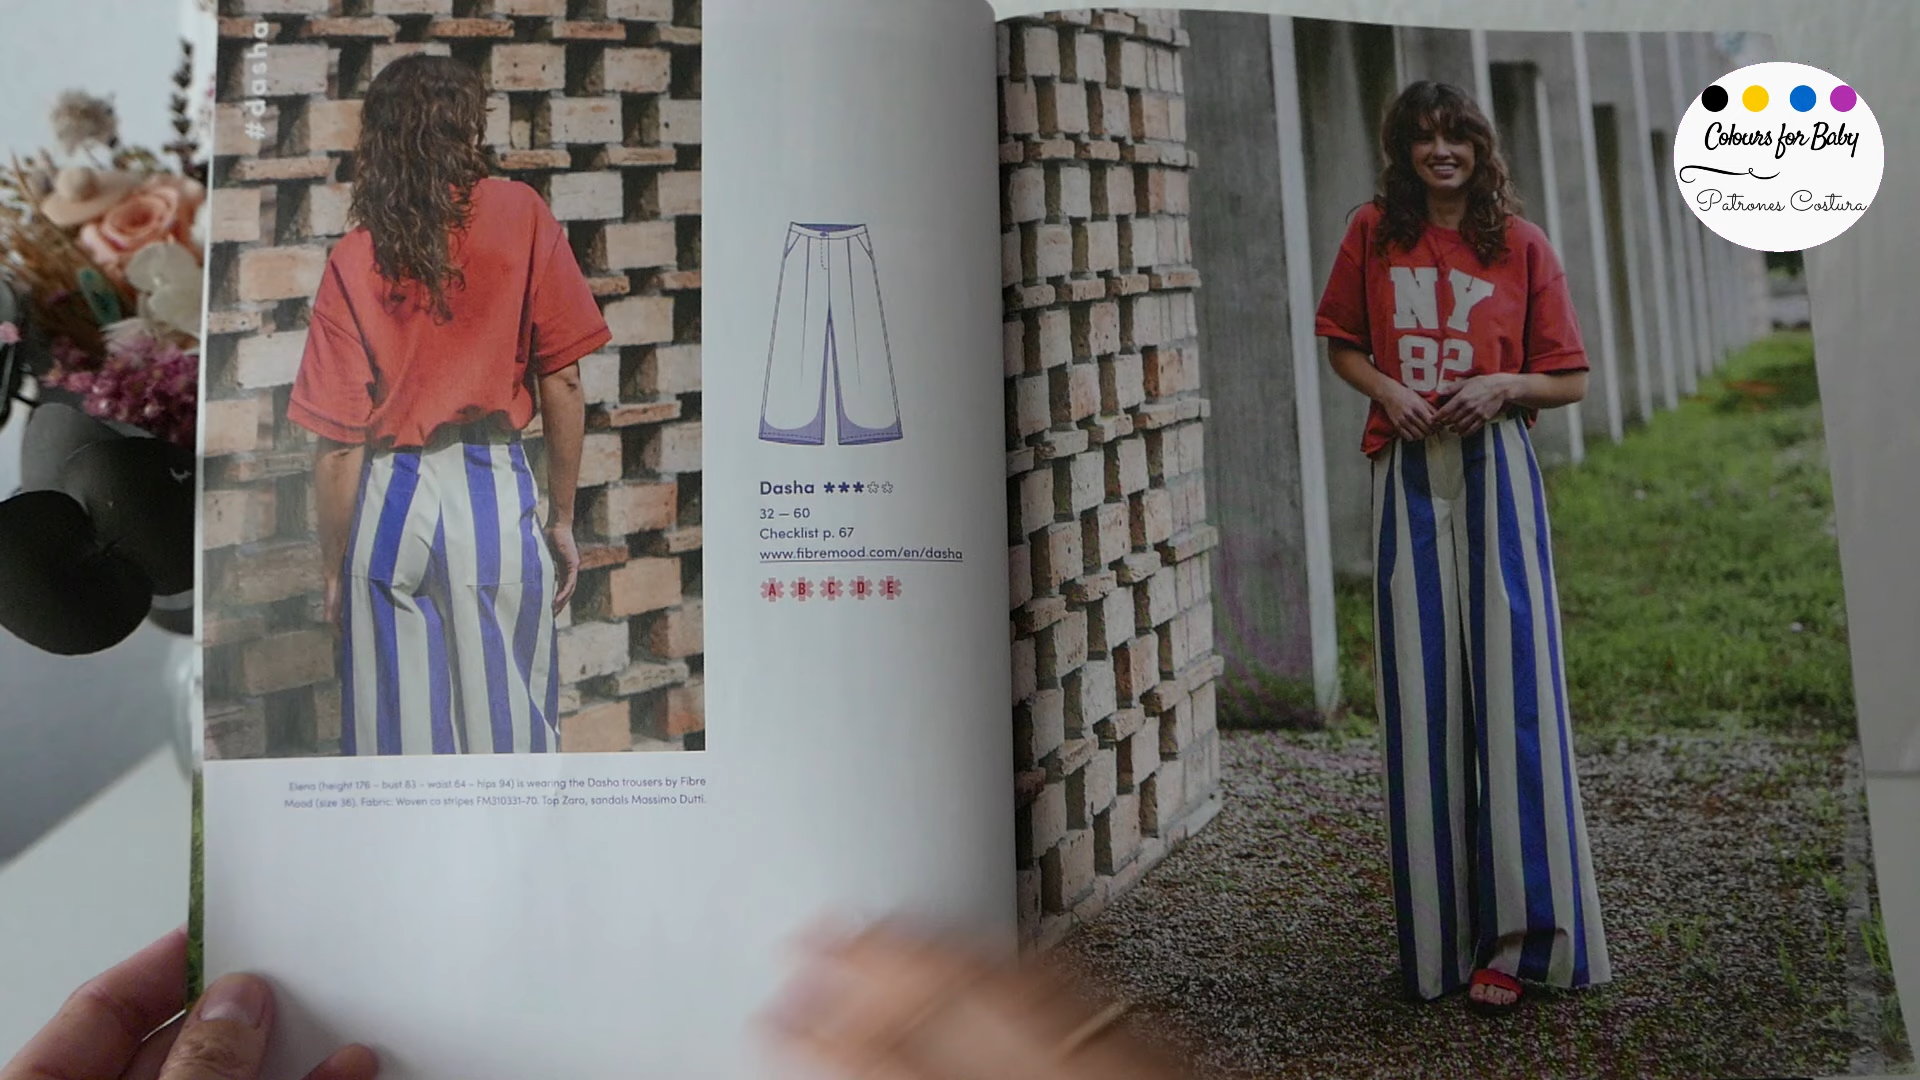 #dasha
Dasha ***
32 – 60
Checklist p. 67
www.fibremood.com/en/dasha
A B C D E
Elena (height 176 – bust 83 – waist 64 – hips 94) is wearing the Dasha trousers by Fibre
Mood (size 36). Fabric: Woven co stripes FM310331-70. Top Zara, sandals Massimo Dutti.
NY
82
Colours for Baby
Patrones Costura